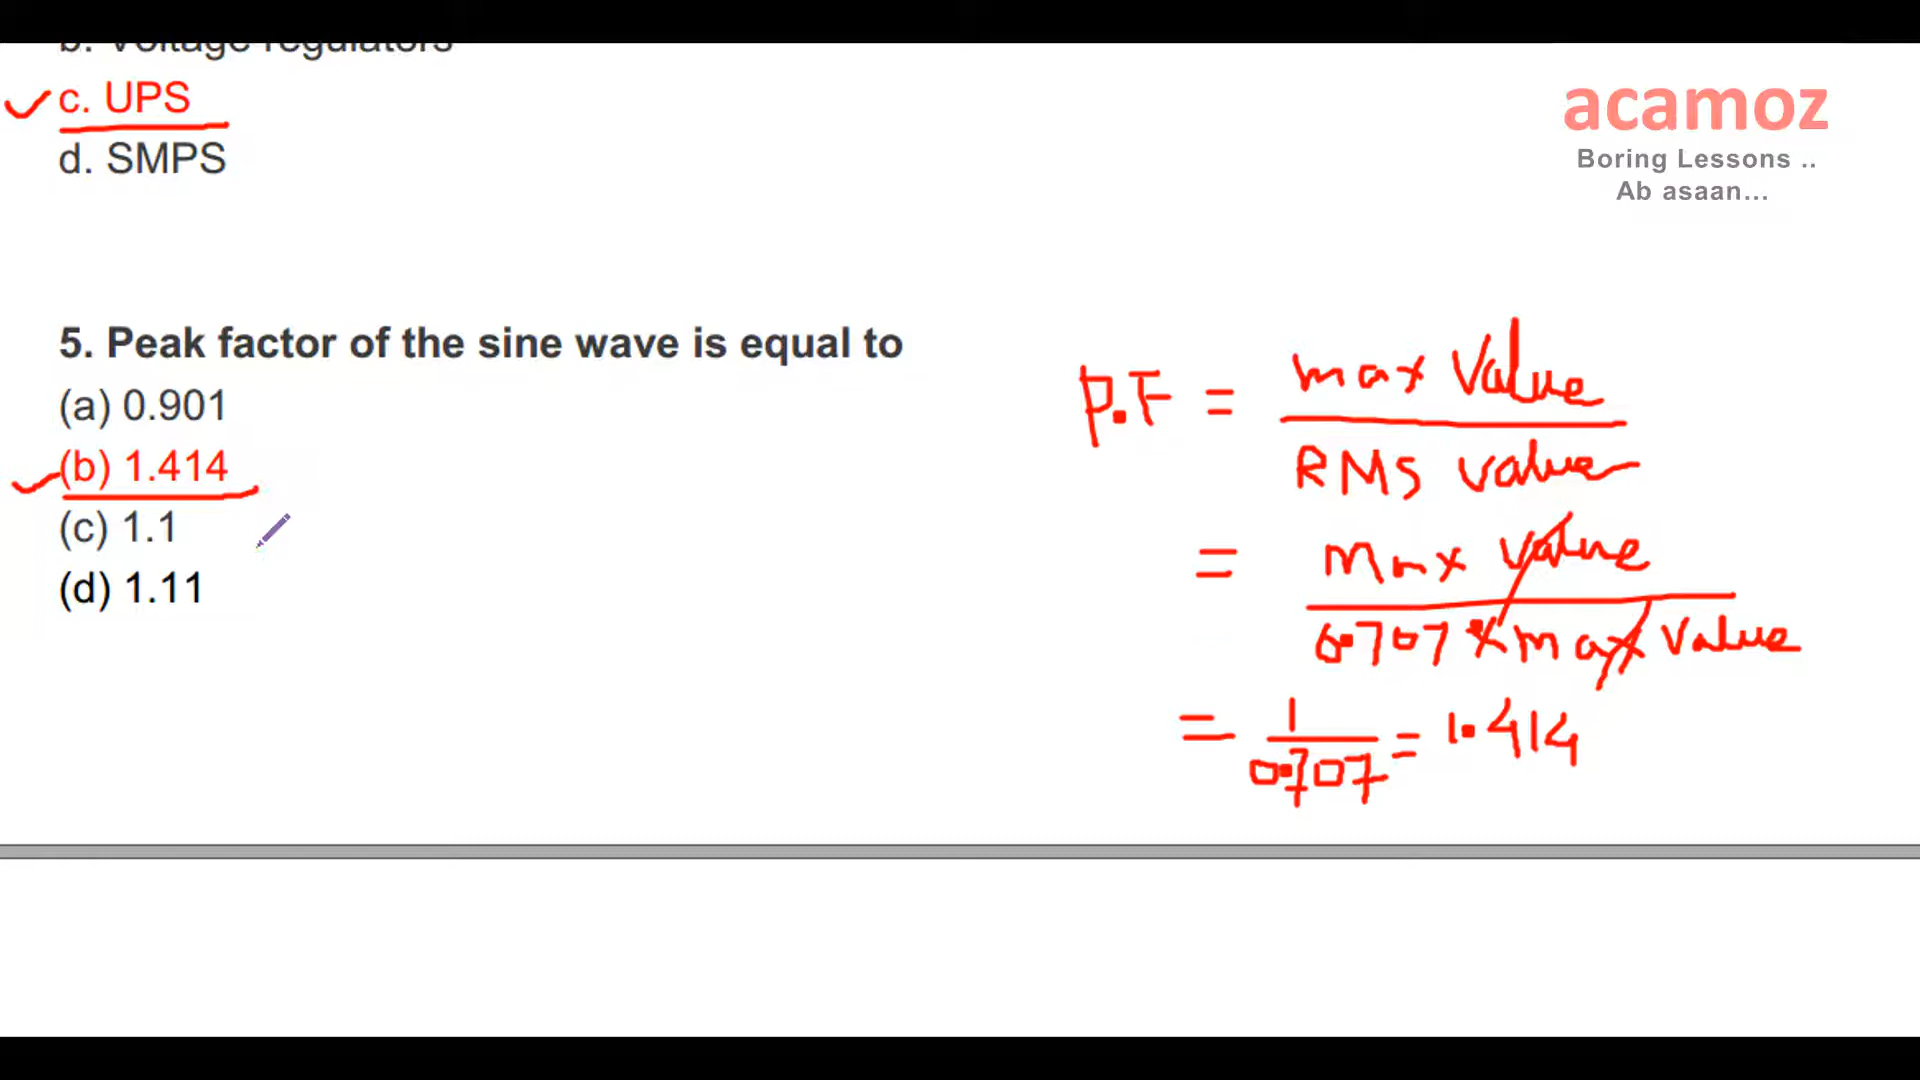 b. Voltage regulators
c. UPS
d. SMPS
acamoz
Boring Lessons ..
Ab asaan...
5. Peak factor of the sine wave is equal to
(a) 0.901
(b) 1.414
(c) 1.1
(d) 1.11
P.F = max Value
RMS value
= Max value
0.707 x max Value
= 1
0.707 = 1.414